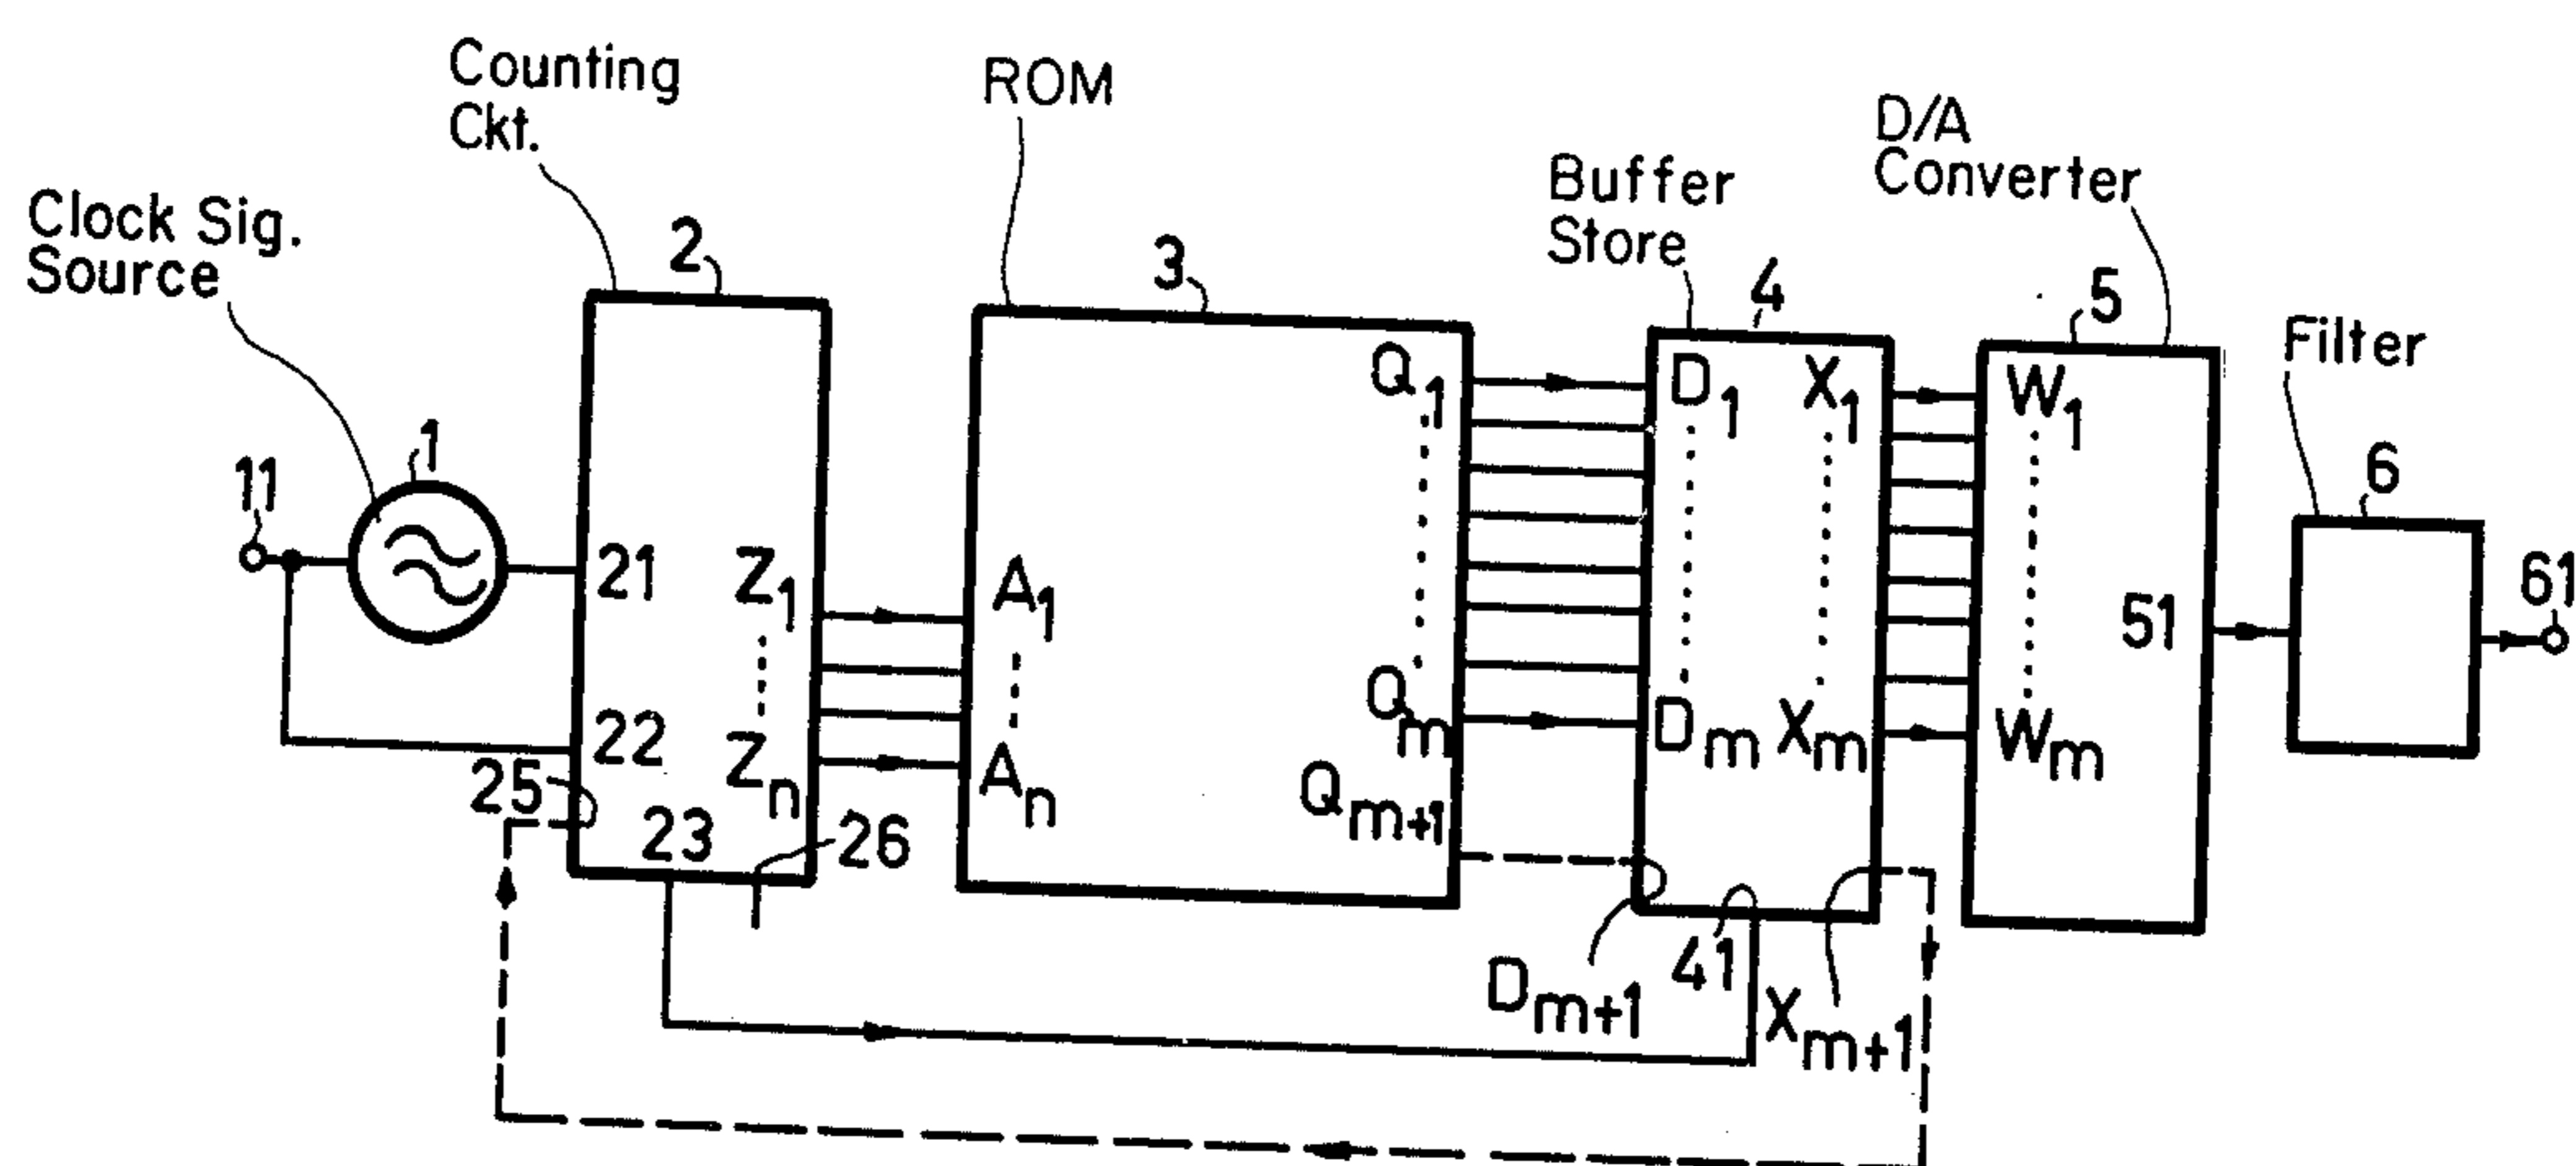 Counting
Ckt.
ROM
D/A
Converter
Buffer
Store
Clock Sig.
Source
2
3
4
5
Filter
1
11
6
Q1
D1
X1
W1
21
Z1
A1
51
61
22
Zn
An
Qm
Dm
Xm
Wm
25
23
26
Qm+1
Dm+1
41
Xm+1